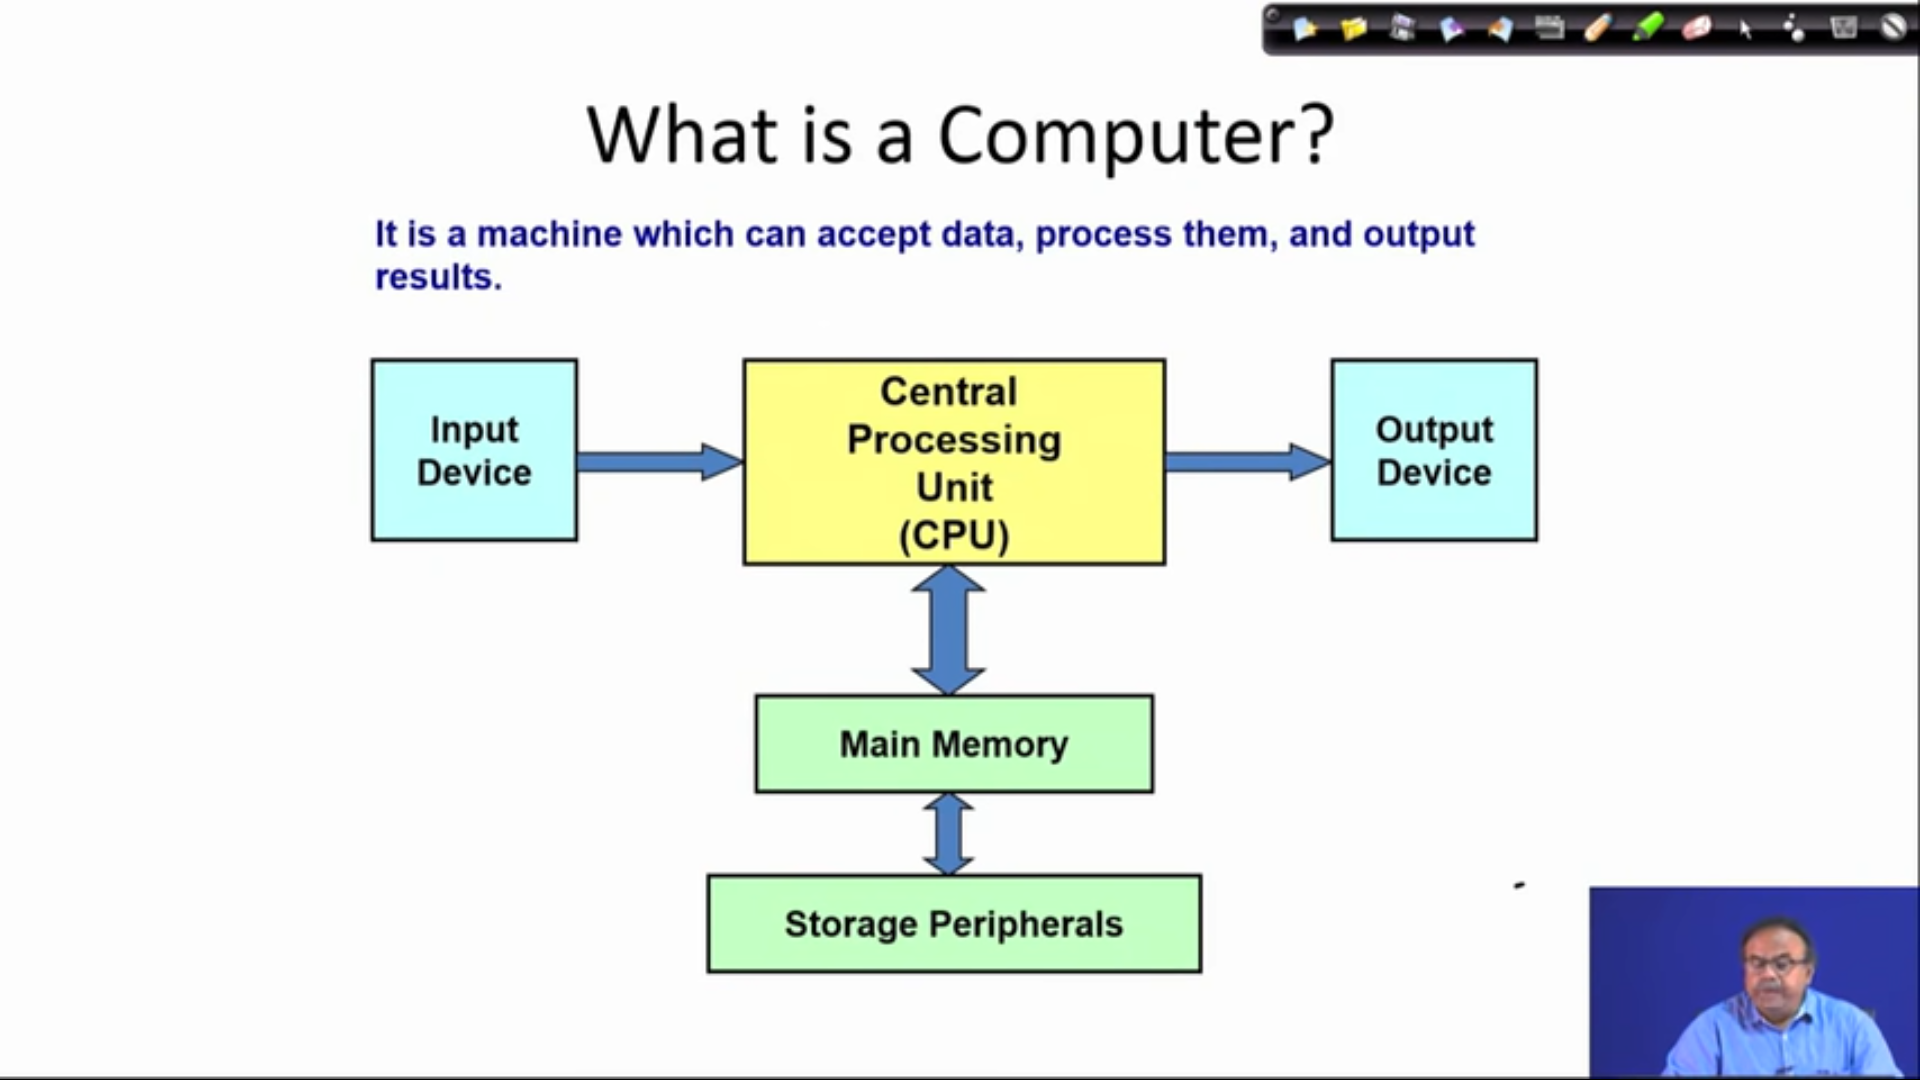 What is a Computer?
It is a machine which can accept data, process them, and output
results.
Input
Device
Central
Processing
Unit
(CPU)
Output
Device
Main Memory
Storage Peripherals